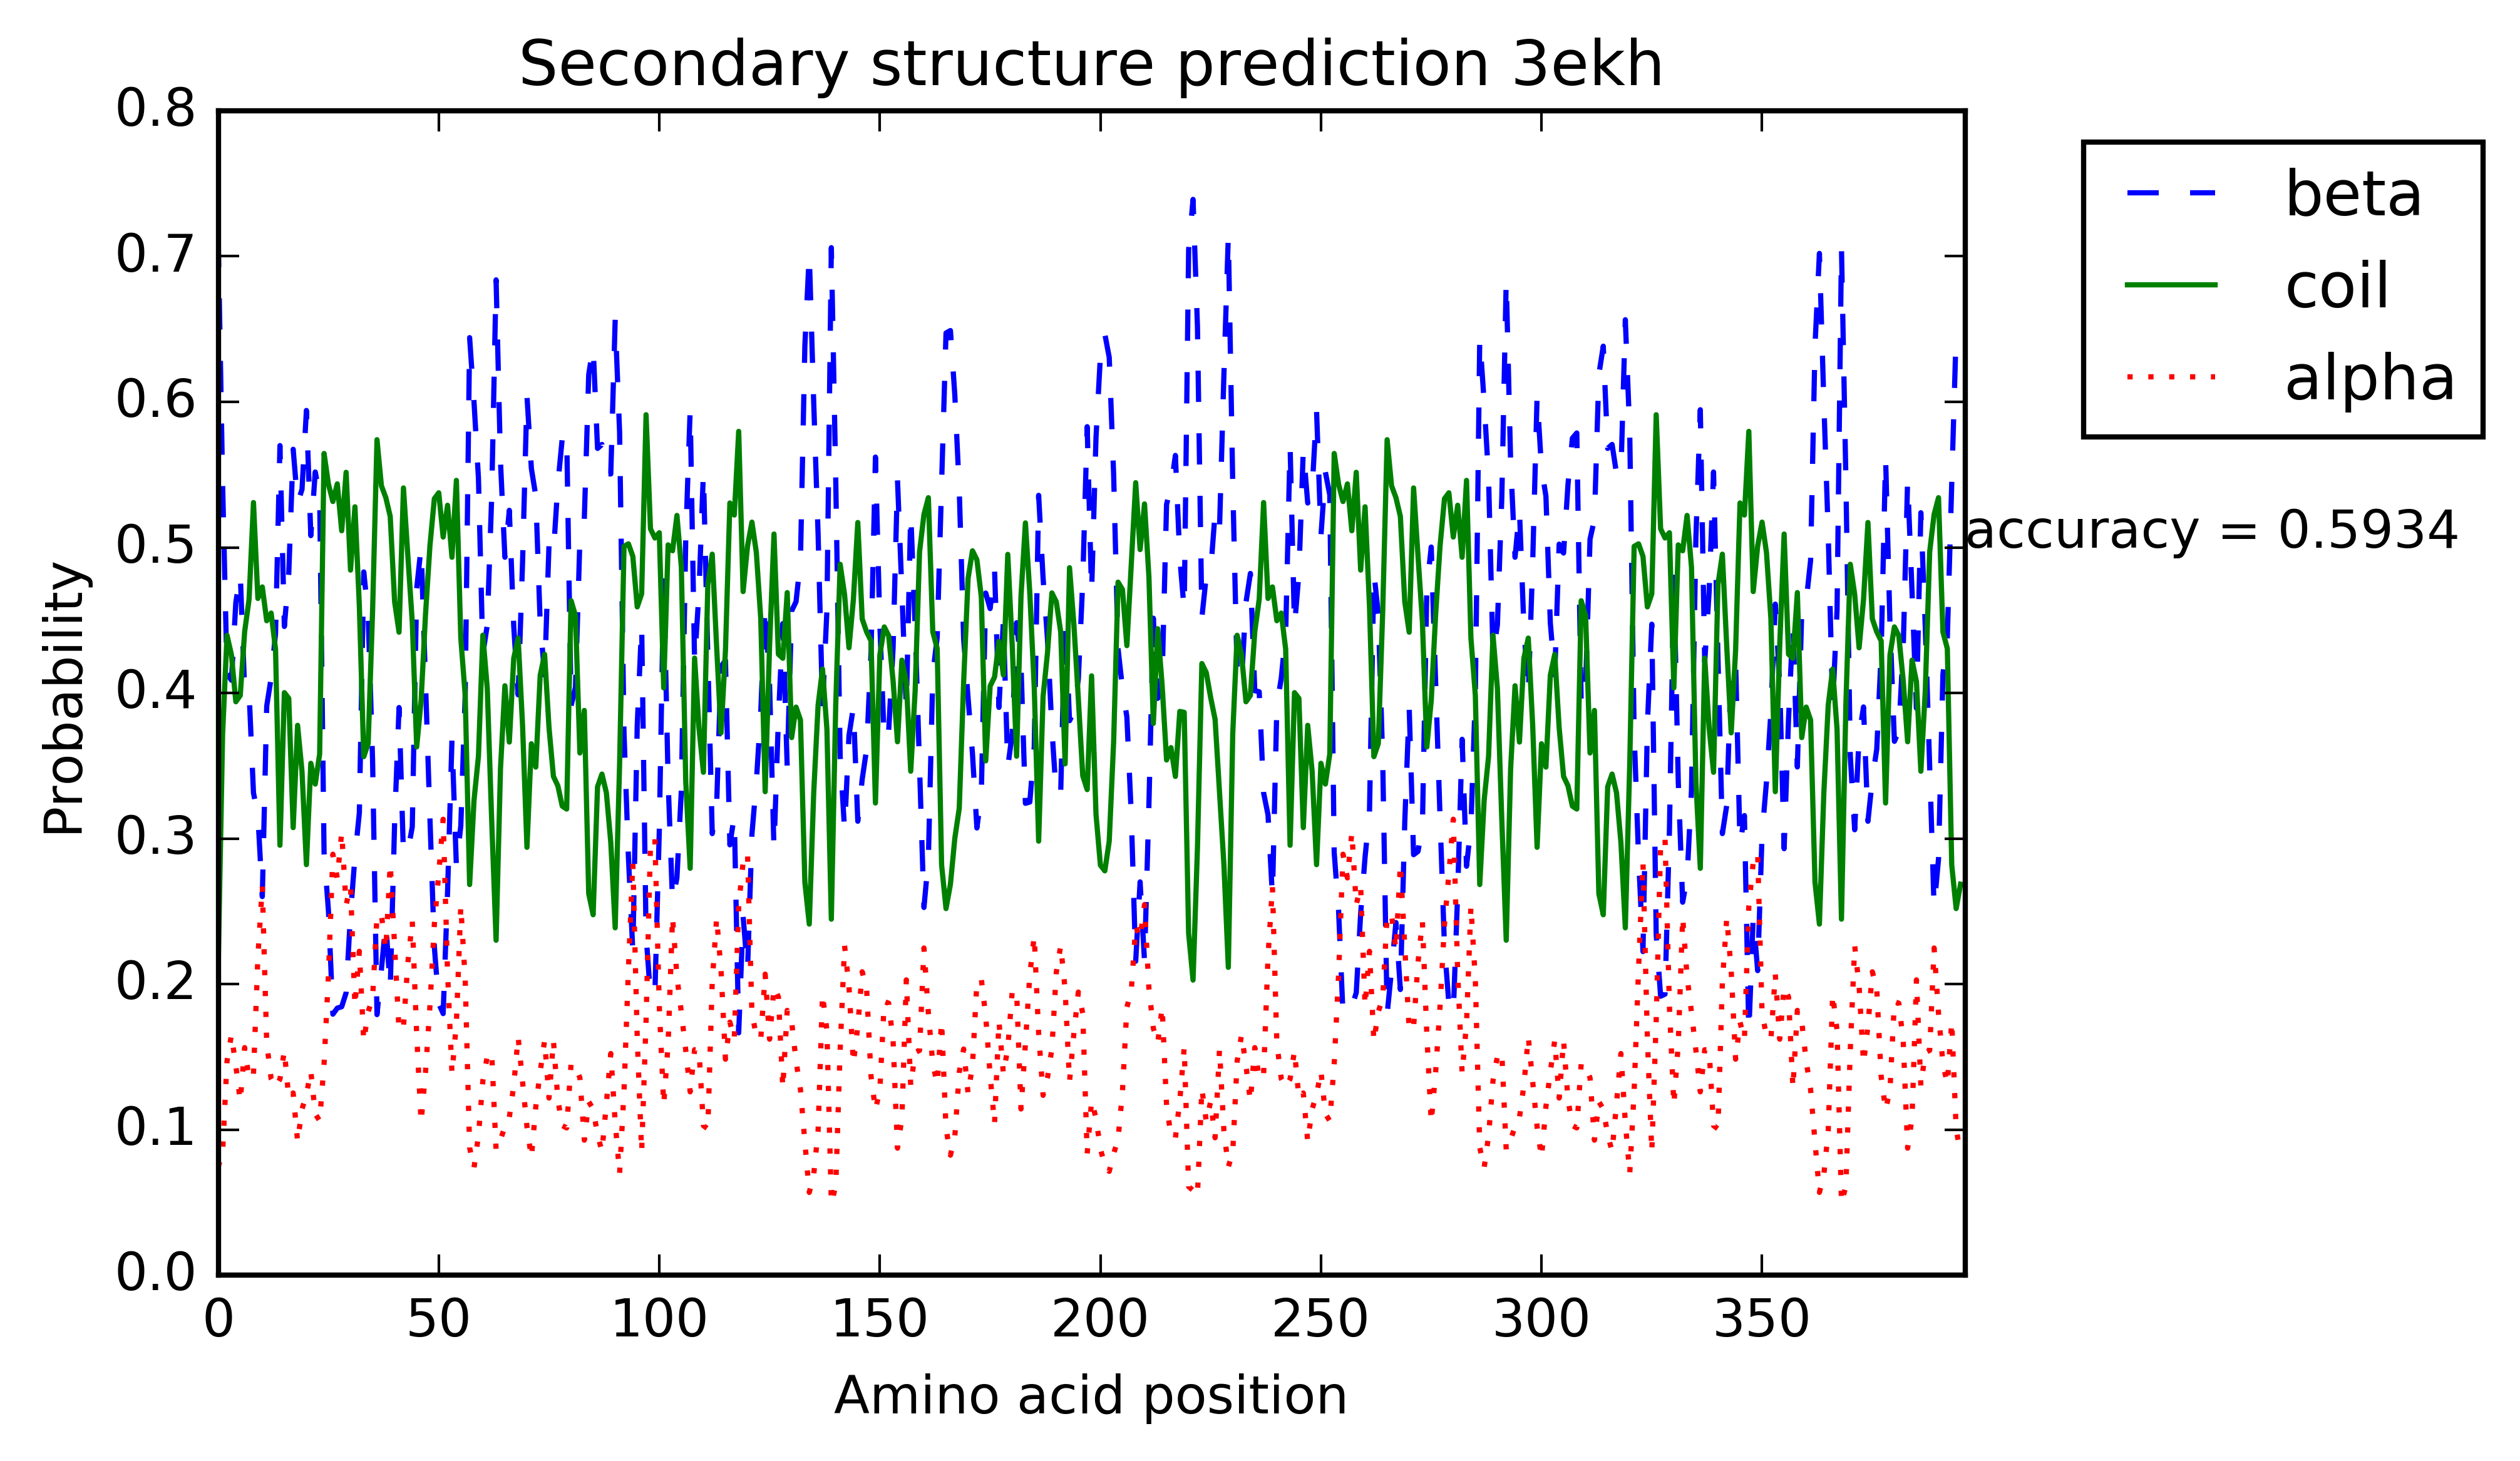 Secondary structure prediction 3ekh
0.8
0.7
0.6
0.5
0.4
0.3
0.2
0.1
0.0
Probability
0 50 100 150 200 250 300 350
Amino acid position
beta
coil
alpha
accuracy = 0.5934